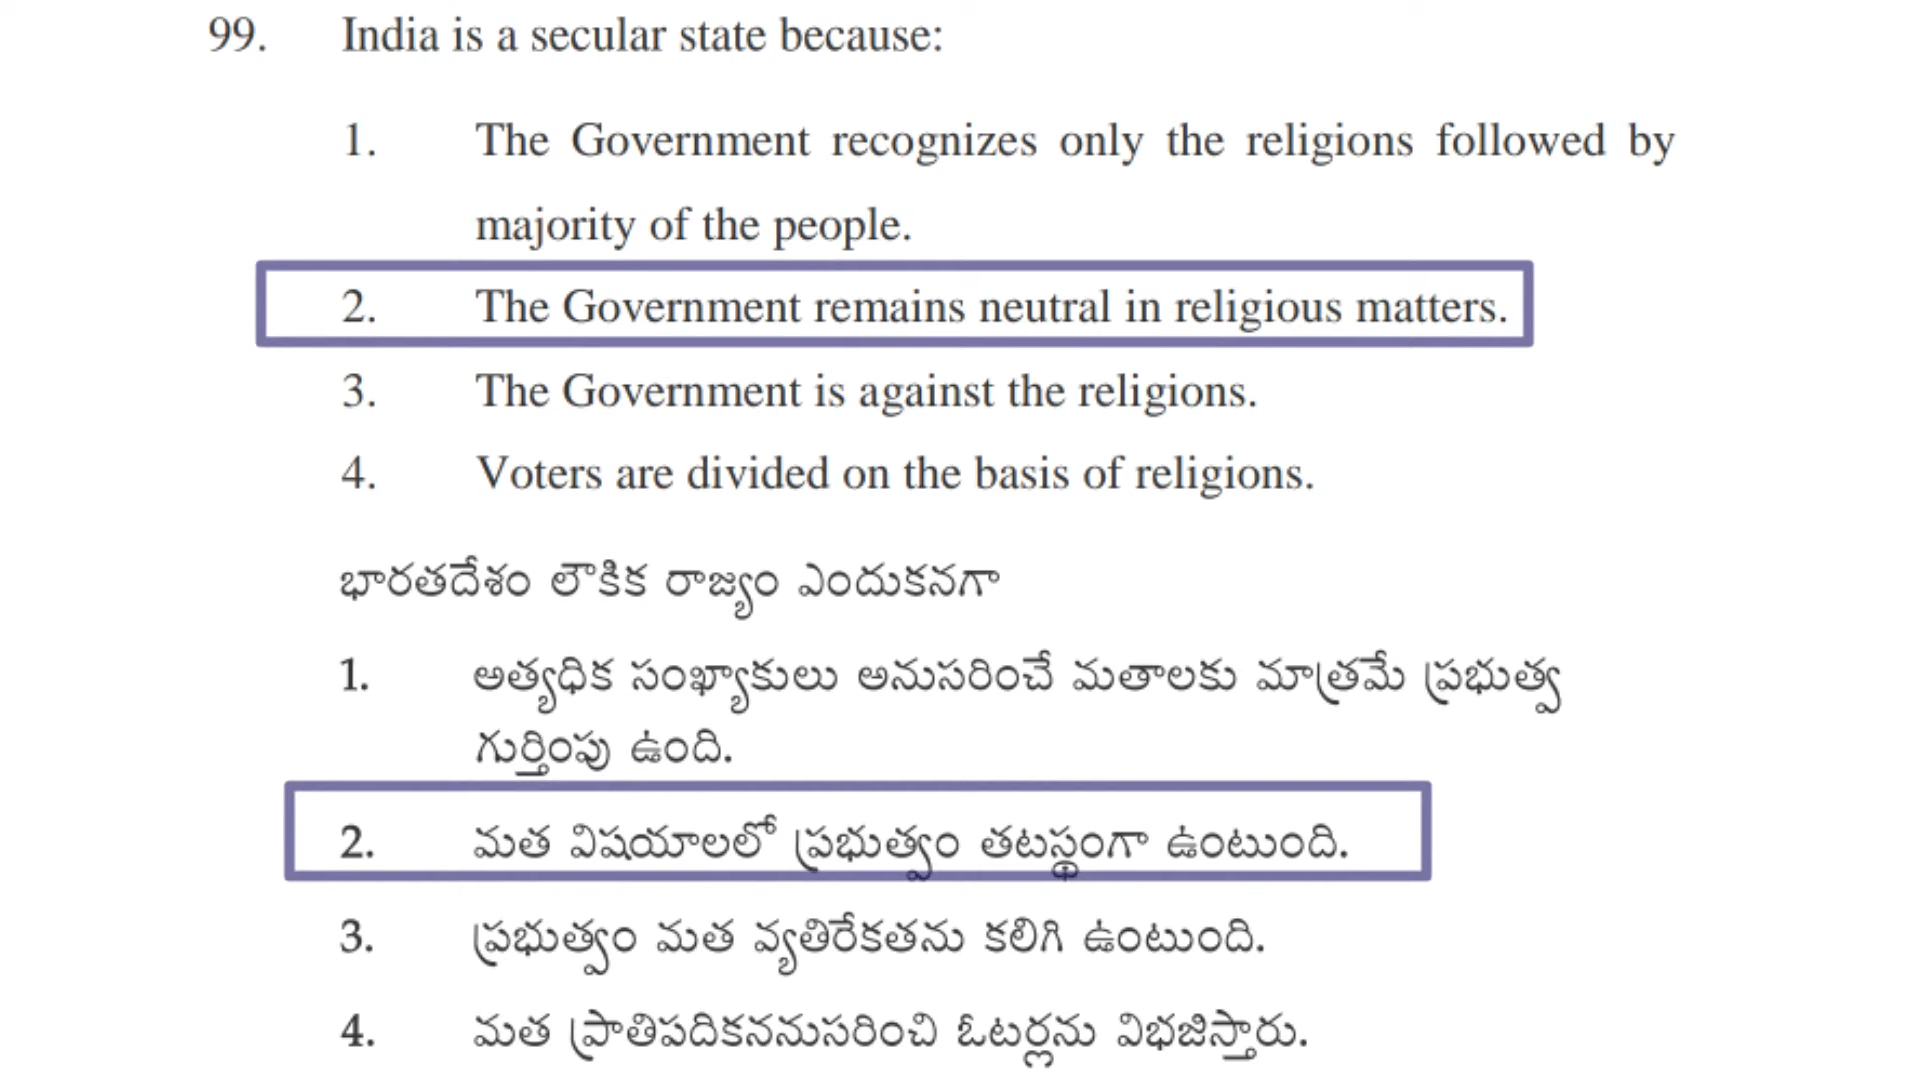 99. India is a secular state because:
1. The Government recognizes only the religions followed by
majority of the people.
2. The Government remains neutral in religious matters.
3. The Government is against the religions.
4. Voters are divided on the basis of religions.
భారతదేశం లౌకిక రాజ్యం ఎందుకనగా
1. అత్యధిక సంఖ్యాకులు అనుసరించే మతాలకు మాత్రమే ప్రభుత్వ
గుర్తింపు ఉంది.
2. మత విషయాలలో ప్రభుత్వం తటస్థంగా ఉంటుంది.
3. ప్రభుత్వం మత వ్యతిరేకతను కలిగి ఉంటుంది.
4. మత ప్రాతిపదికననుసరించి ఓటర్లను విభజిస్తారు.